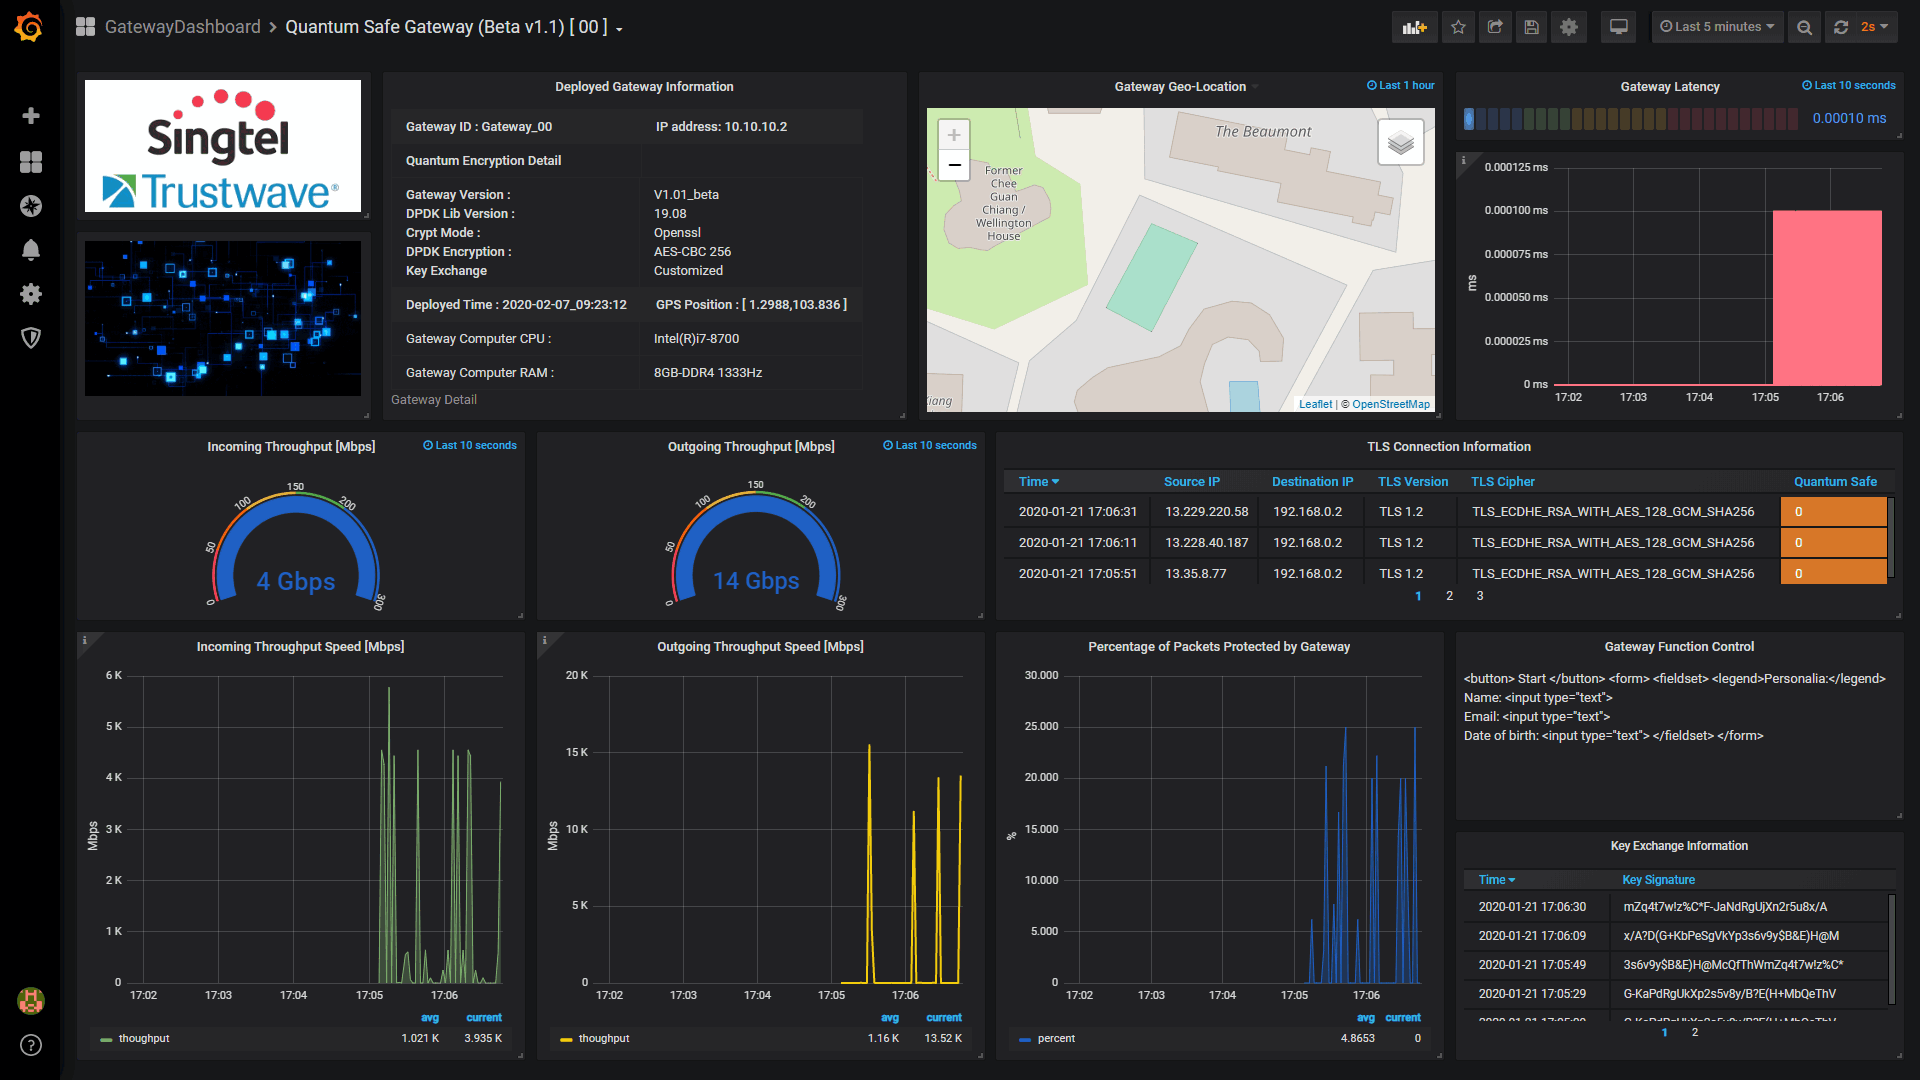 GatewayDashboard > Quantum Safe Gateway (Beta v1.1) [ 00 ]
Last 5 minutes
2s
Singtel
Trustwave®
Deployed Gateway Information
Gateway ID : Gateway_00 IP address: 10.10.10.2
Quantum Encryption Detail
Gateway Version : V1.01_beta
DPDK Lib Version : 19.08
Crypt Mode : Openssl
DPDK Encryption : AES-CBC 256
Key Exchange Customized
Deployed Time : 2020-02-07_09:23:12 GPS Position : [ 1.2988,103.836 ]
Gateway Computer CPU : Intel(R)i7-8700
Gateway Computer RAM : 8GB-DDR4 1333Hz
Gateway Detail
Gateway Geo-Location Last 1 hour
+
−
The Beaumont
Former
Chee
Guan
Chiang /
Wellington
House
Xiang
Leaflet | © OpenStreetMap
Gateway Latency Last 10 seconds
0.00010 ms
0.000125 ms
0.000100 ms
0.000075 ms
0.000050 ms
0.000025 ms
0 ms
ms
17:02 17:03 17:04 17:05 17:06
Incoming Throughput [Mbps] Last 10 seconds
0 50 100 150 200 300
4 Gbps
Outgoing Throughput [Mbps] Last 10 seconds
0 50 100 150 200 300
14 Gbps
TLS Connection Information
Time Source IP Destination IP TLS Version TLS Cipher Quantum Safe
2020-01-21 17:06:31 13.229.220.58 192.168.0.2 TLS 1.2 TLS_ECDHE_RSA_WITH_AES_128_GCM_SHA256 0
2020-01-21 17:06:11 13.228.40.187 192.168.0.2 TLS 1.2 TLS_ECDHE_RSA_WITH_AES_128_GCM_SHA256 0
2020-01-21 17:05:51 13.35.8.77 192.168.0.2 TLS 1.2 TLS_ECDHE_RSA_WITH_AES_128_GCM_SHA256 0
1 2 3
Incoming Throughput Speed [Mbps]
6 K
5 K
4 K
3 K
2 K
1 K
0
Mbps
17:02 17:03 17:04 17:05 17:06
avg current
thoughput 1.021 K 3.935 K
Outgoing Throughput Speed [Mbps]
20 K
15 K
10 K
5 K
0
Mbps
17:02 17:03 17:04 17:05 17:06
avg current
thoughput 1.16 K 13.52 K
Percentage of Packets Protected by Gateway
30.000
25.000
20.000
15.000
10.000
5.000
0
%
17:02 17:03 17:04 17:05 17:06
avg current
percent 4.8653 0
Gateway Function Control
<button> Start </button> <form> <fieldset> <legend>Personalia:</legend>
Name: <input type="text">
Email: <input type="text">
Date of birth: <input type="text"> </fieldset> </form>
Key Exchange Information
Time Key Signature
2020-01-21 17:06:30 mZq4t7w!z%C*F-JaNdRgUjXn2r5u8x/A
2020-01-21 17:06:09 x/A?D(G+KbPeSgVkYp3s6v9y$B&E)H@M
2020-01-21 17:05:49 3s6v9y$B&E)H@McQfThWmZq4t7w!z%C*
2020-01-21 17:05:29 G-KaPdRgUkXp2s5v8y/B?E(H+MbQeThV
1 2